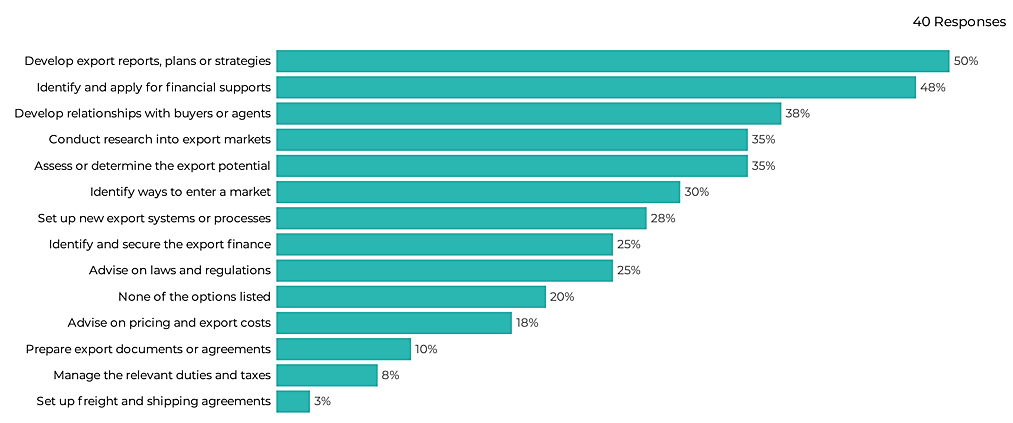 40 Responses
Develop export reports, plans or strategies 50%
Identify and apply for financial supports 48%
Develop relationships with buyers or agents 38%
Conduct research into export markets 35%
Assess or determine the export potential 35%
Identify ways to enter a market 30%
Set up new export systems or processes 28%
Identify and secure the export finance 25%
Advise on laws and regulations 25%
None of the options listed 20%
Advise on pricing and export costs 18%
Prepare export documents or agreements 10%
Manage the relevant duties and taxes 8%
Set up freight and shipping agreements 3%